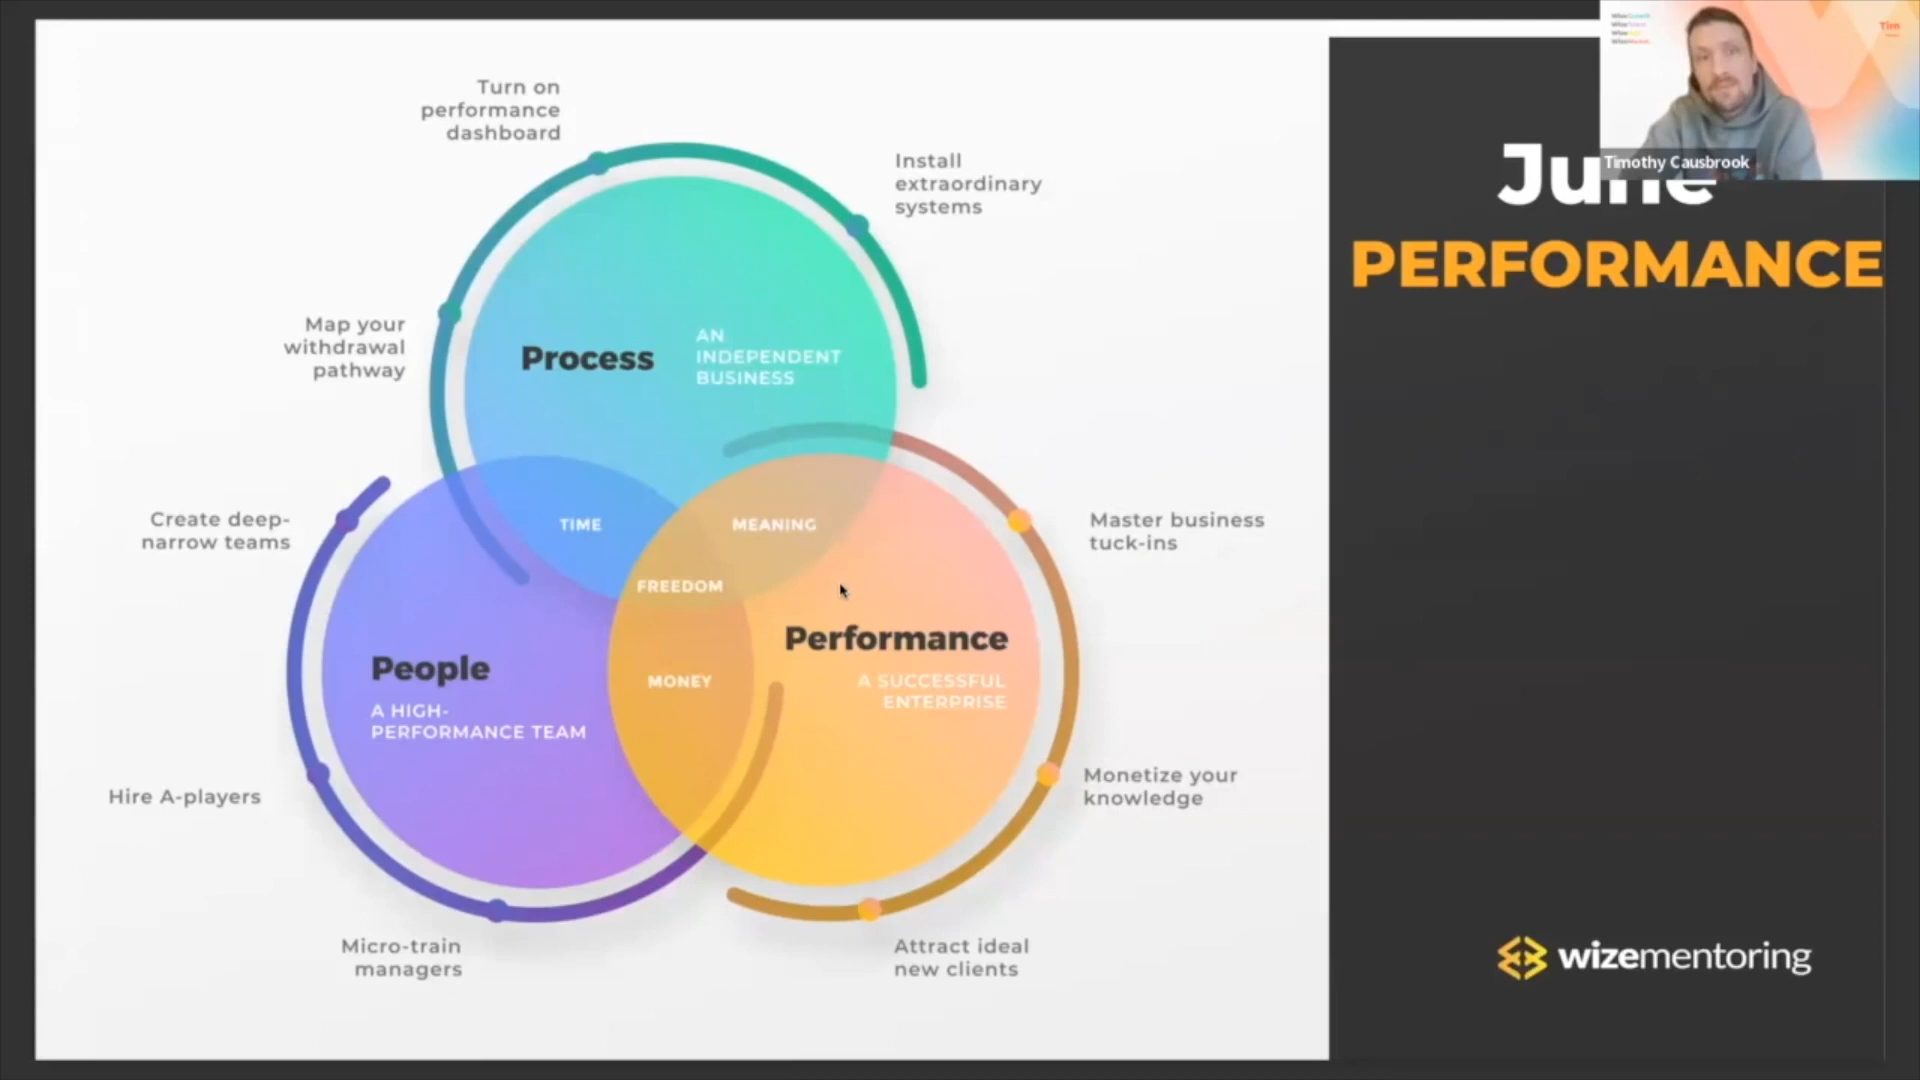 Turn on
performance
dashboard
Install
extraordinary
systems
Map your
withdrawal
pathway
Process
AN
INDEPENDENT
BUSINESS
Create deep-
narrow teams
TIME
MEANING
FREEDOM
MONEY
Master business
tuck-ins
People
A HIGH-
PERFORMANCE TEAM
Performance
A SUCCESSFUL
ENTERPRISE
Hire A-players
Monetize your
knowledge
Micro-train
managers
Attract ideal
new clients
Tim
Timothy Causbrook
June
PERFORMANCE
wizementoring